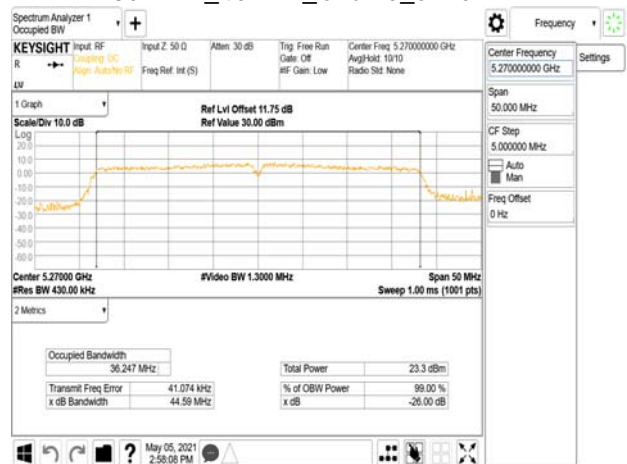 Spectrum Analyzer 1
Occupied BW
Frequency
KEYSIGHT
R
Input: RF
Coupling: DC
Align: Auto/No RF
Input Z: 50 Ω
Freq Ref: Int (S)
Atten: 30 dB
Trig: Free Run
Gate: Off
#IF Gain: Low
Center Freq: 5.270000000 GHz
Avg|Hold: 10/10
Radio Std: None
Center Frequency
5.270000000 GHz
Settings
Span
50.000 MHz
CF Step
5.000000 MHz
Auto
Man
Freq Offset
0 Hz
1 Graph
Scale/Div 10.0 dB
Ref Lvl Offset 11.75 dB
Ref Value 30.00 dBm
Log
20.0
10.0
0.00
-10.0
-20.0
-30.0
-40.0
-50.0
-60.0
Center 5.27000 GHz
#Res BW 430.00 kHz
#Video BW 1.3000 MHz
Span 50 MHz
Sweep 1.00 ms (1001 pts)
2 Metrics
Occupied Bandwidth
36.247 MHz
Total Power 23.3 dBm
Transmit Freq Error 41.074 kHz
% of OBW Power 99.00 %
x dB Bandwidth 44.59 MHz
x dB -26.00 dB
?
May 05, 2021
2:58:08 PM